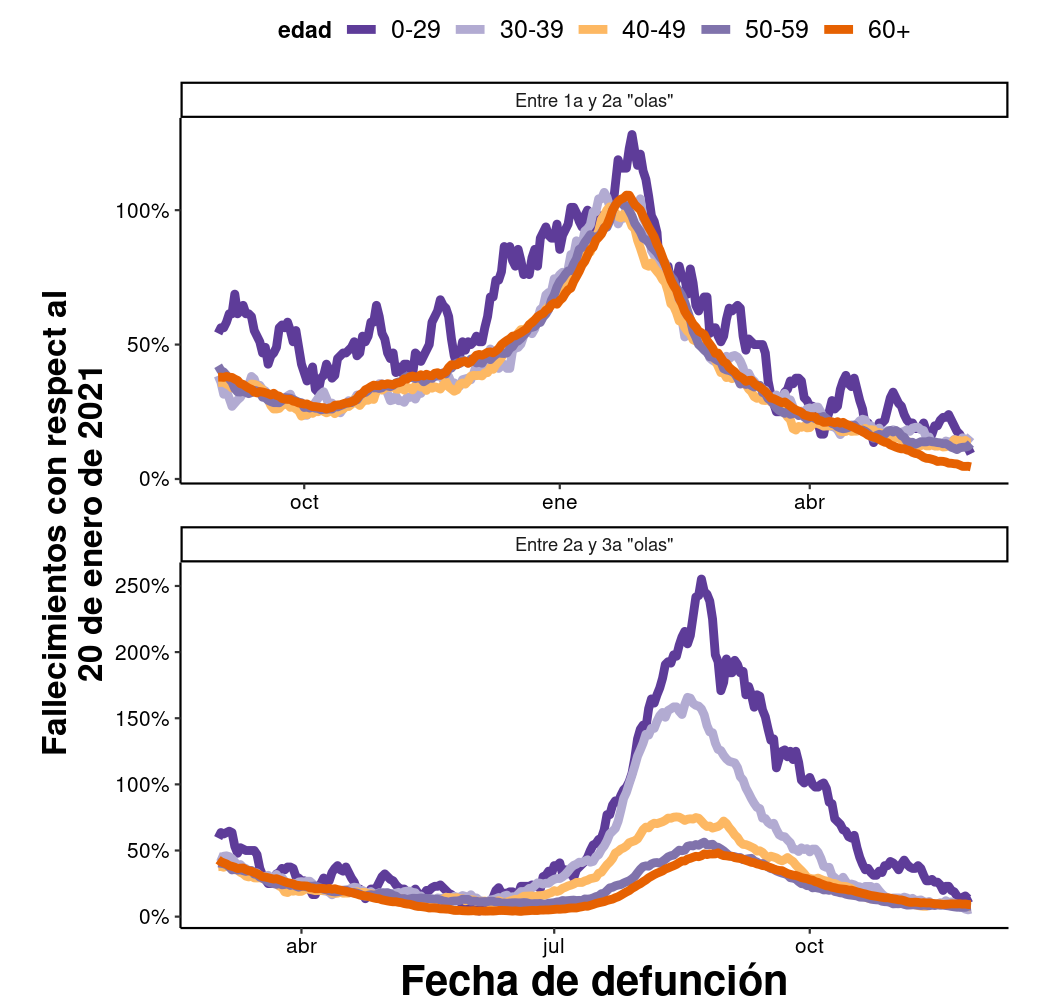 edad 0-29 30-39 40-49 50-59 60+
Entre 1a y 2a "olas"
100%
50%
0%
oct ene abr
Fallecimientos con respect al
20 de enero de 2021
Entre 2a y 3a "olas"
250%
200%
150%
100%
50%
0%
abr jul oct
Fecha de defunción